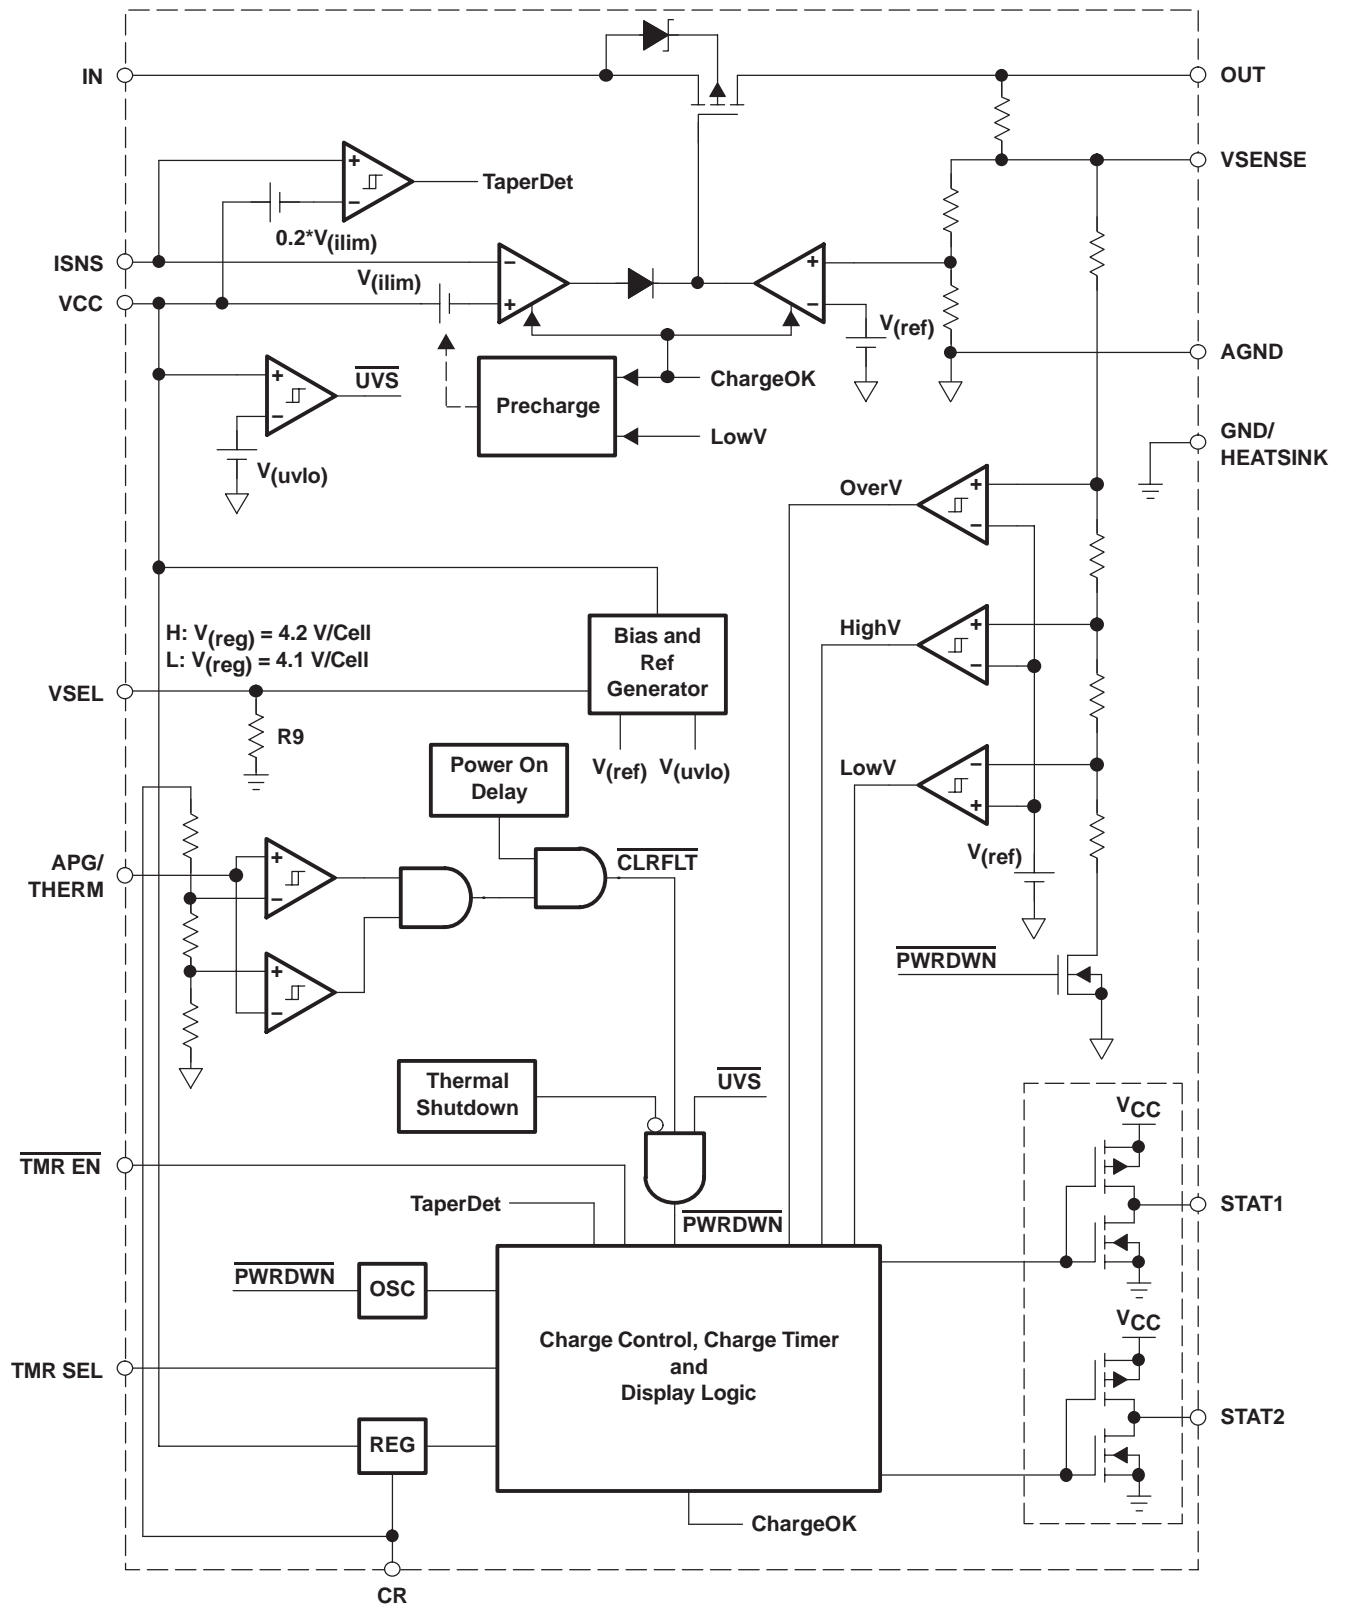 IN
OUT
VSENSE
TaperDet
0.2*V(ilim)
ISNS
V(ilim)
VCC
V(ref)
AGND
UVS
ChargeOK
Precharge
LowV
GND/
HEATSINK
V(uvlo)
OverV
H: V(reg) = 4.2 V/Cell
L: V(reg) = 4.1 V/Cell
Bias and
Ref
Generator
HighV
VSEL
R9
V(ref) V(uvlo)
Power On
Delay
LowV
APG/
THERM
CLRFLT
V(ref)
PWRDWN
Thermal
Shutdown
UVS
VCC
TMR EN
TaperDet
PWRDWN
STAT1
PWRDWN
OSC
VCC
Charge Control, Charge Timer
and
Display Logic
TMR SEL
STAT2
REG
ChargeOK
CR
+
−
−
+
+
−
+
−
+
−
+
−
−
+
+
−
+
−